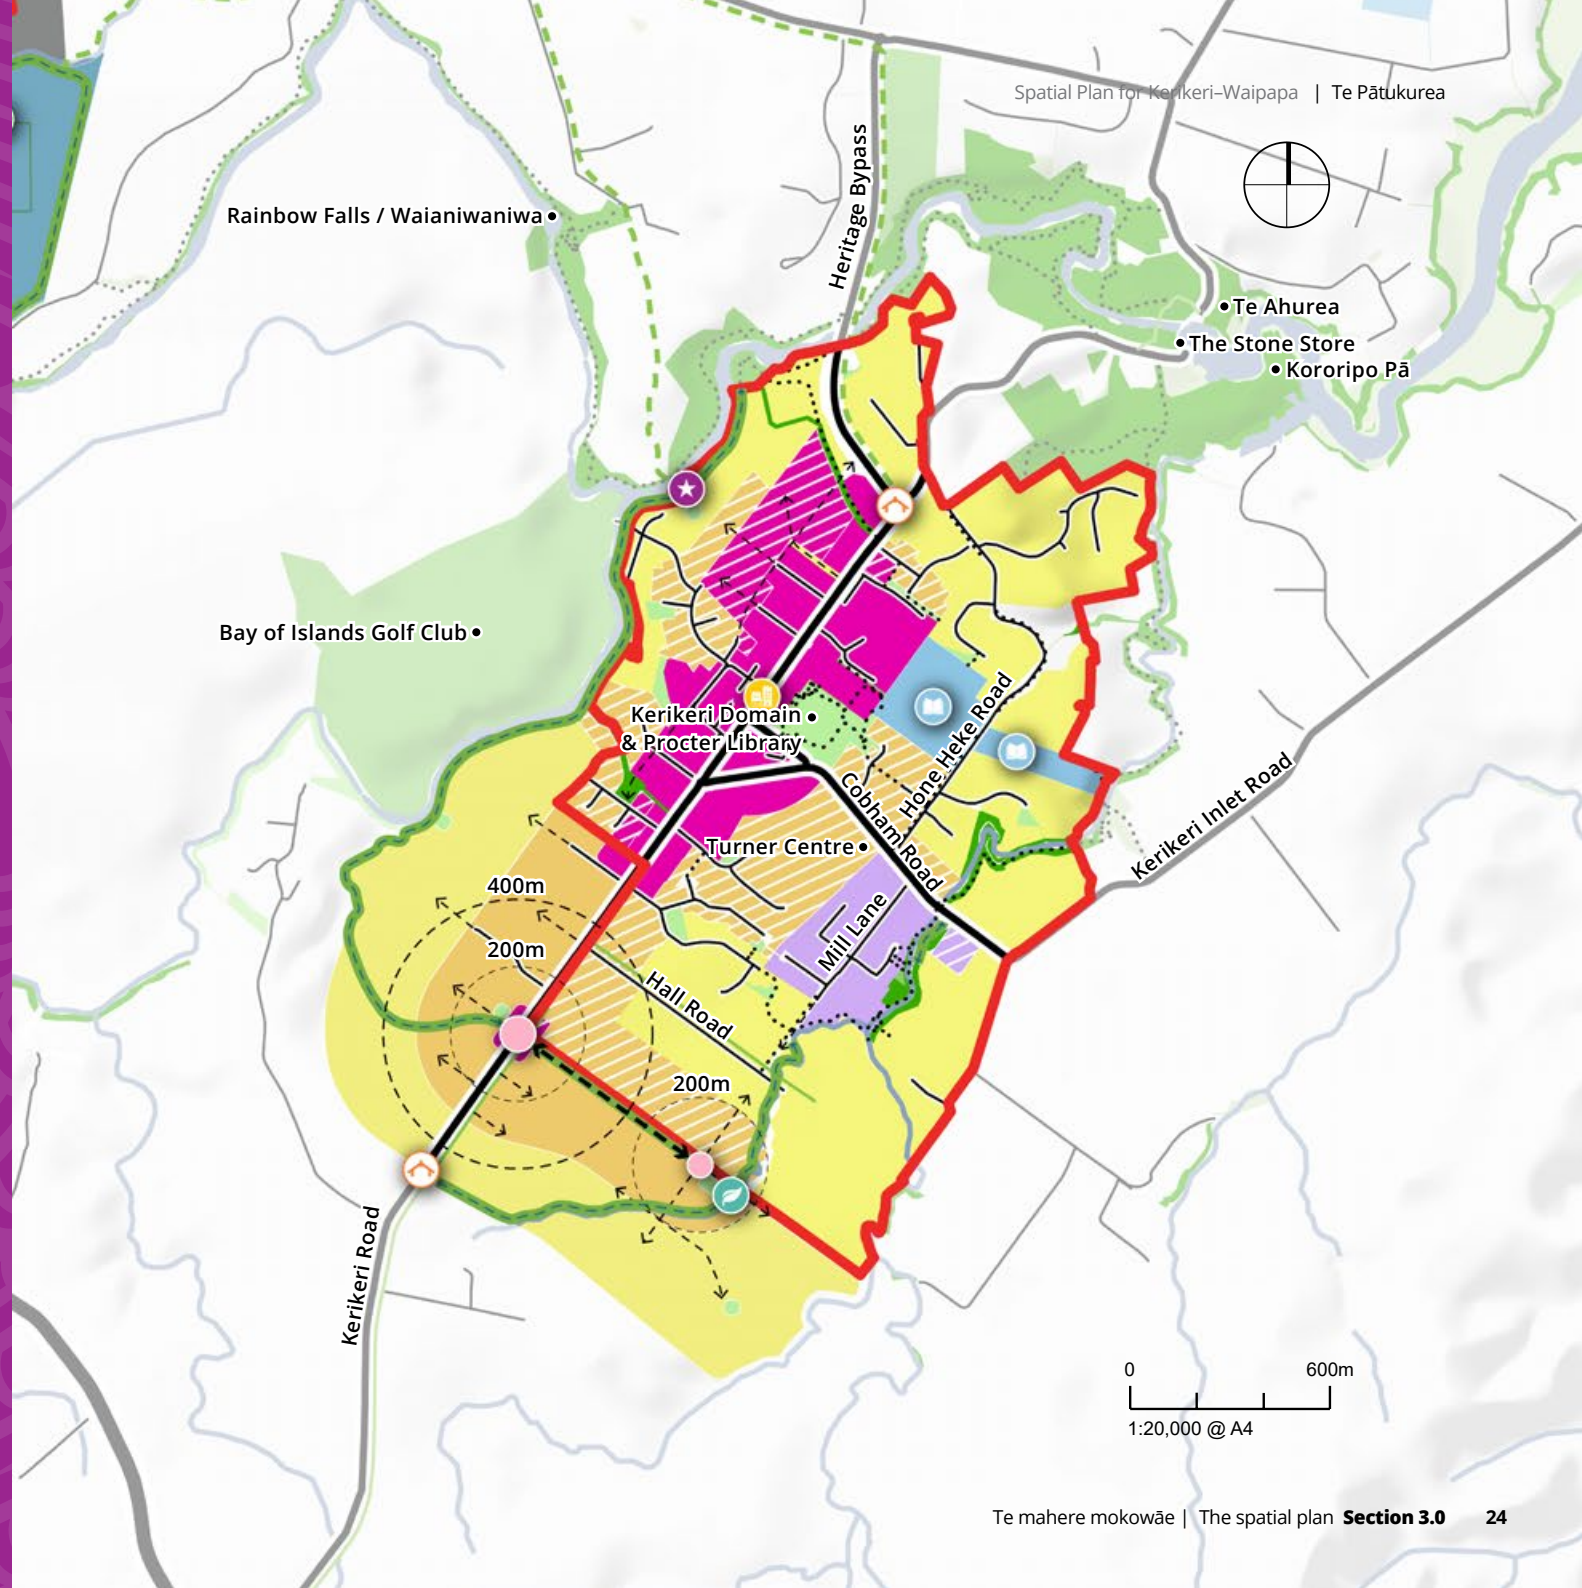 Spatial Plan for Kerikeri–Waipapa | Te Pātukurea
Heritage Bypass
Rainbow Falls / Waianiwaniwa
Te Ahurea
The Stone Store
Kororipo Pā
Bay of Islands Golf Club
Kerikeri Domain
& Procter Library
Hone Heke Road
Cobham Road
Kerikeri Inlet Road
Turner Centre
400m
Mill Lane
200m
Hall Road
200m
Kerikeri Road
0 600m
1:20,000 @ A4
Te mahere mokowāe | The spatial plan Section 3.0 24